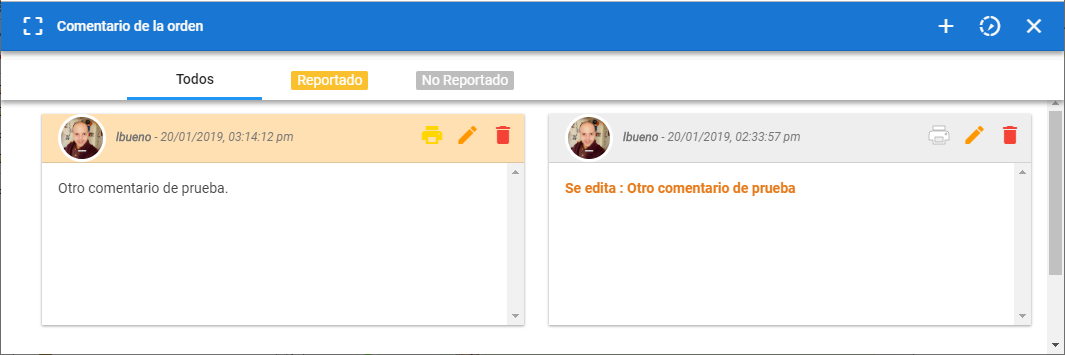 Comentario de la orden
Todos
Reportado
No Reportado
lbueno - 20/01/2019, 03:14:12 pm
Otro comentario de prueba.
lbueno - 20/01/2019, 02:33:57 pm
Se edita : Otro comentario de prueba